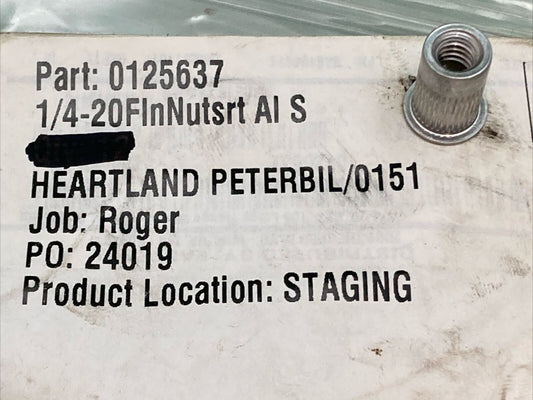 Part: 0125637
1/4-20FlnNutsrt Al S
HEARTLAND PETERBIL/0151
Job: Roger
PO: 24019
Product Location: STAGING